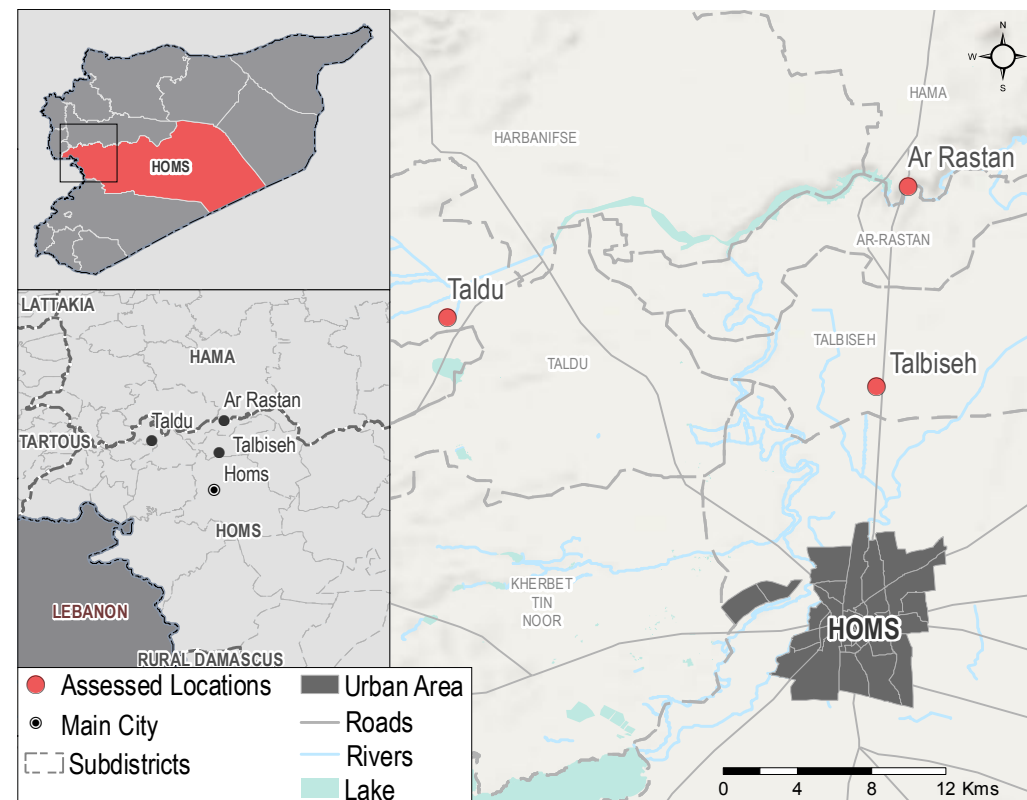 HOMS
LATTAKIA
HAMA
Ar Rastan
Taldu
TARTOUS
Talbiseh
Homs
HOMS
LEBANON
RURAL DAMASCUS
N
W
E
S
HAMA
HARBANIFSE
Ar Rastan
AR-RASTAN
Taldu
TALBISEH
TALDU
Talbiseh
KHERBET
TIN
NOOR
HOMS
Assessed Locations
Main City
Subdistricts
Urban Area
Roads
Rivers
Lake
0 4 8 12 Kms